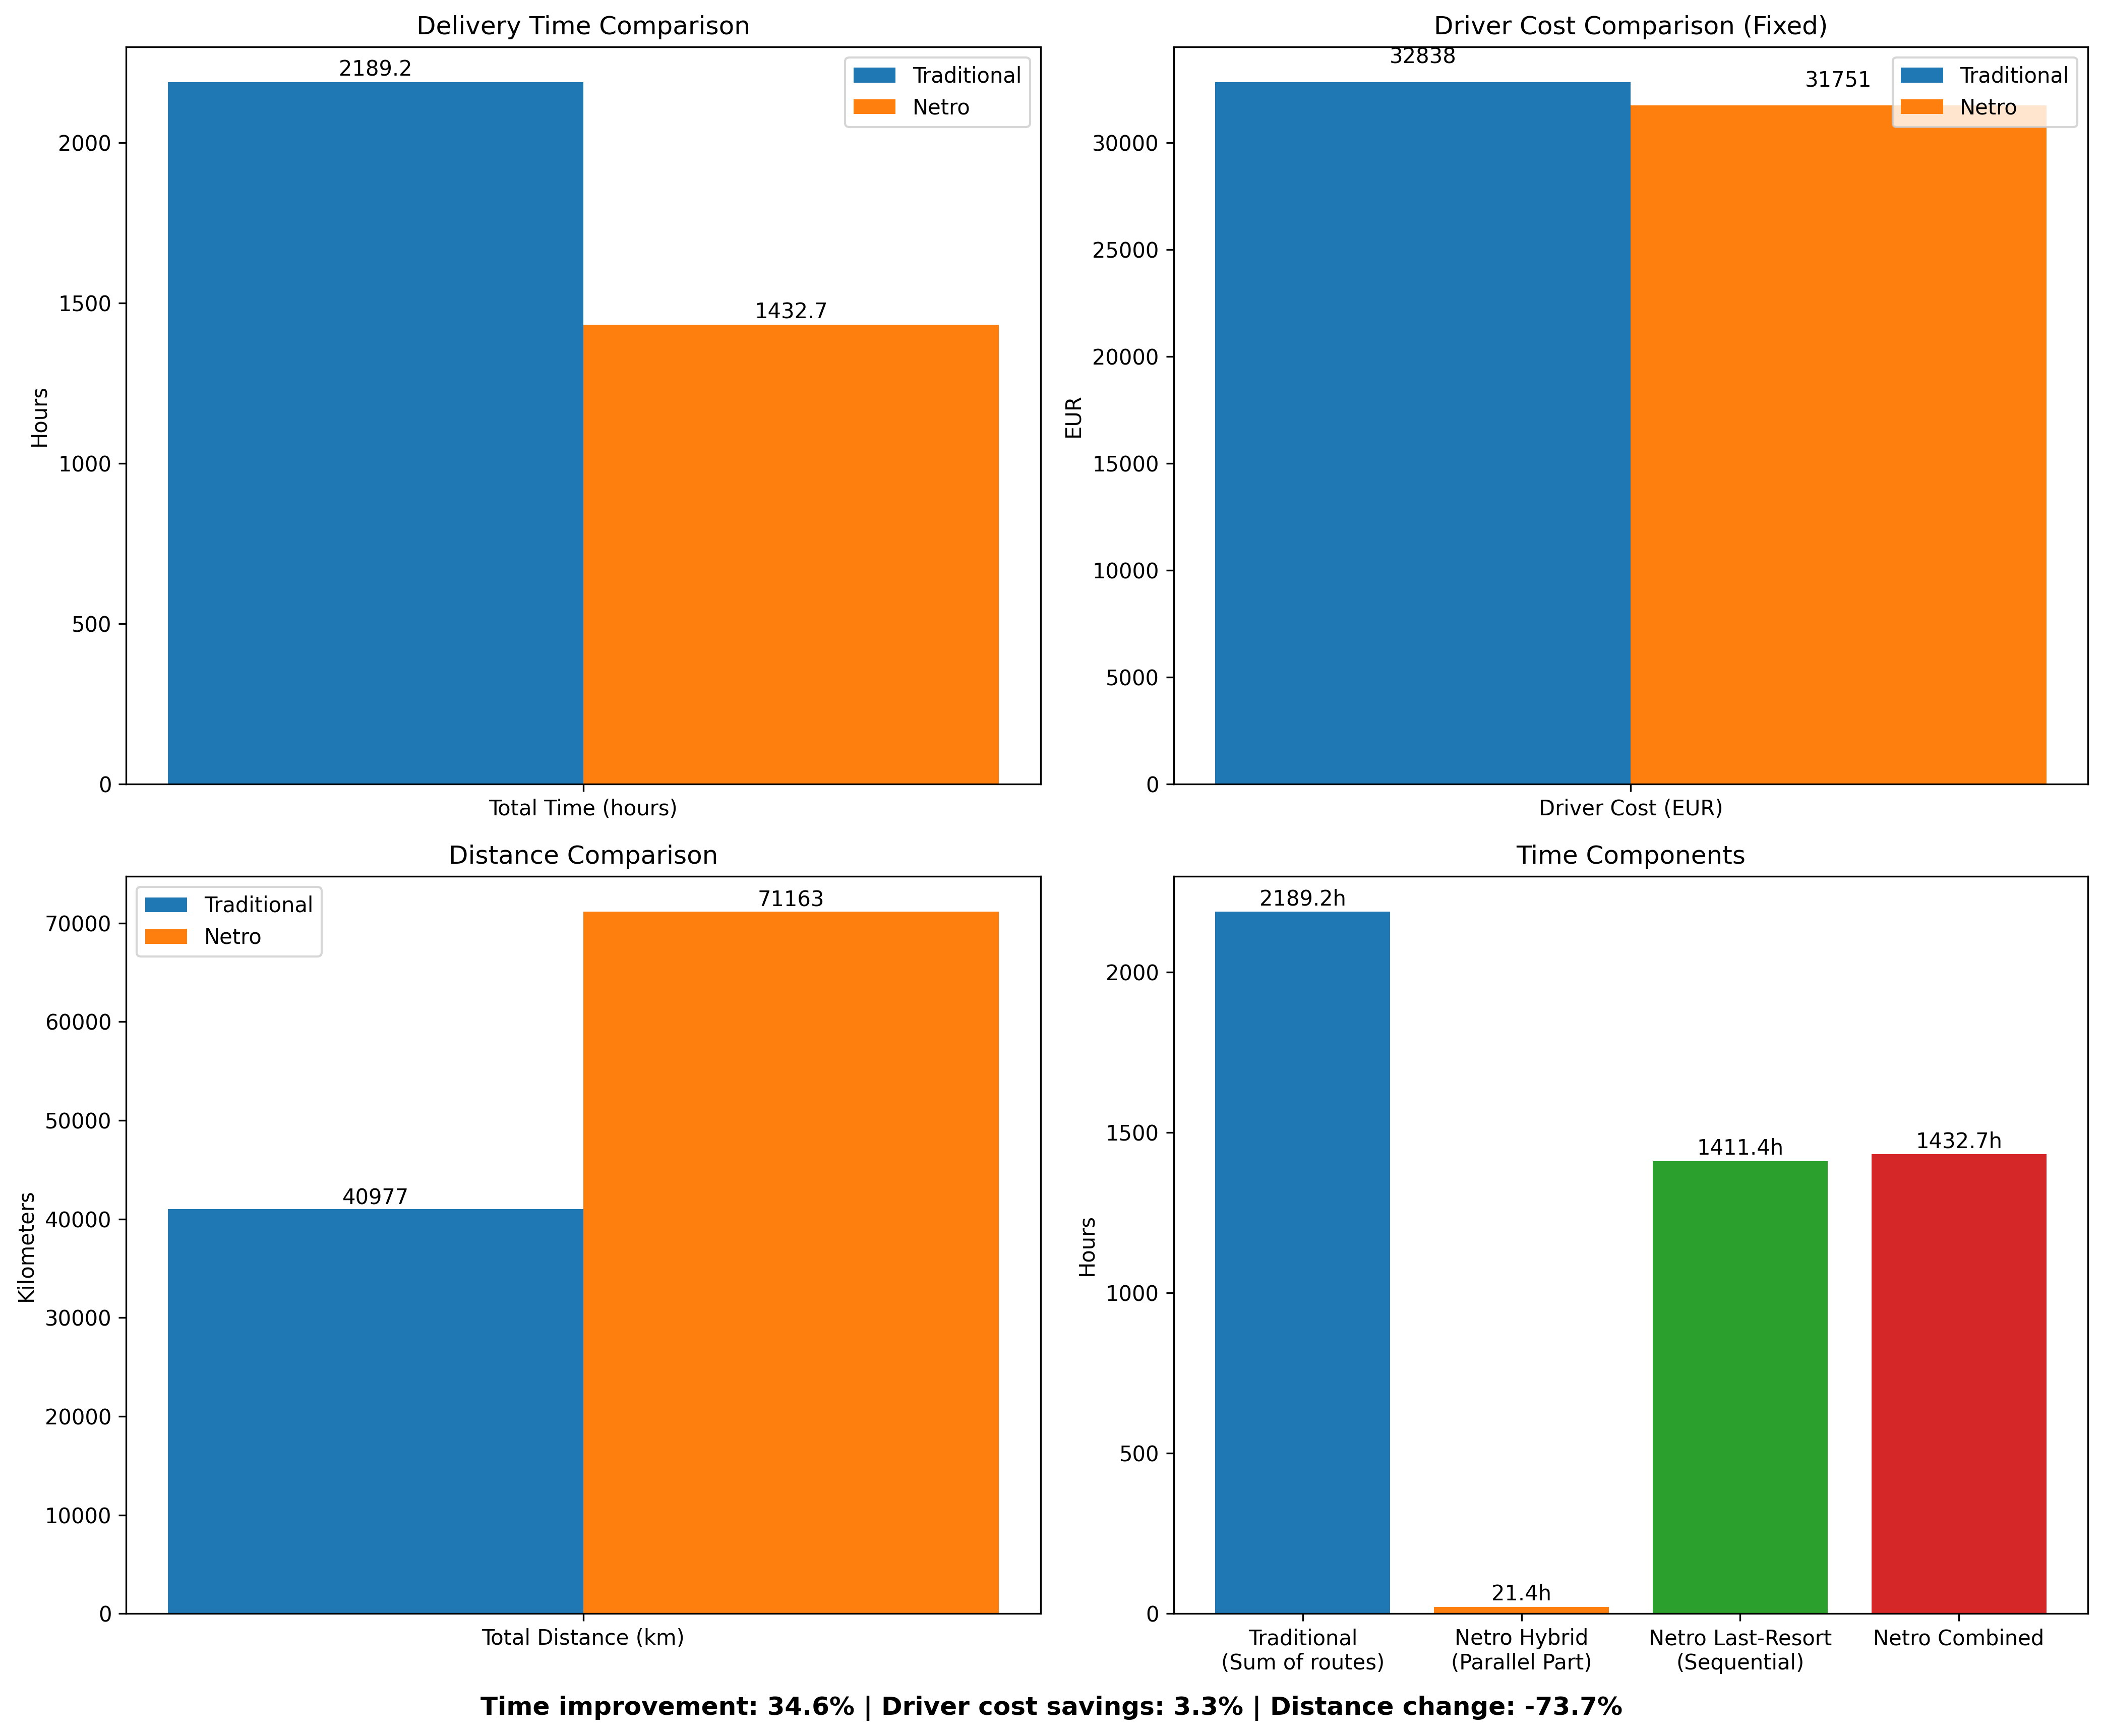 Delivery Time Comparison
2189.2
1432.7
Traditional
Netro
2000
1500
1000
500
0
Hours
Total Time (hours)
Driver Cost Comparison (Fixed)
32838
31751
Traditional
Netro
30000
25000
20000
15000
10000
5000
0
EUR
Driver Cost (EUR)
Distance Comparison
Traditional
Netro
71163
40977
70000
60000
50000
40000
30000
20000
10000
0
Kilometers
Total Distance (km)
Time Components
2189.2h
21.4h
1411.4h
1432.7h
2000
1500
1000
500
0
Hours
Traditional
(Sum of routes)
Netro Hybrid
(Parallel Part)
Netro Last-Resort
(Sequential)
Netro Combined
Time improvement: 34.6% | Driver cost savings: 3.3% | Distance change: -73.7%